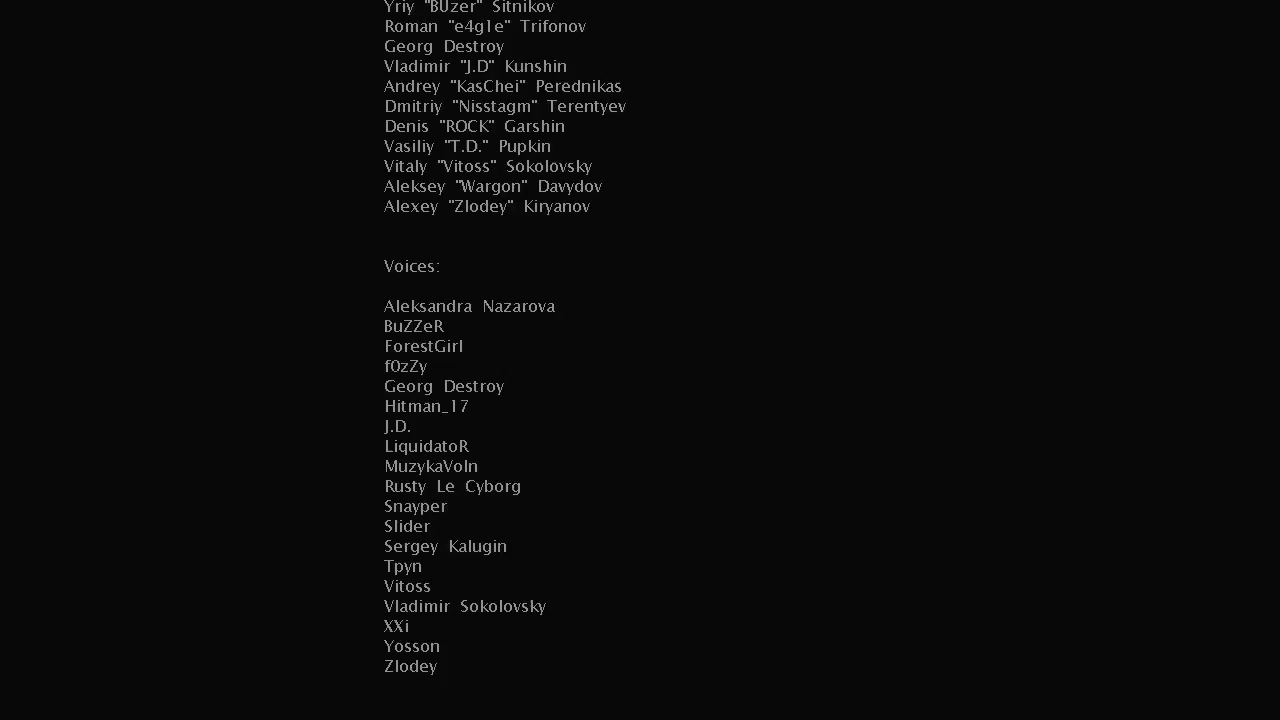 Yriy "BUzer" Sitnikov
Roman "e4g1e" Trifonov
Georg Destroy
Vladimir "J.D" Kunshin
Andrey "KasChei" Perednikas
Dmitriy "Nisstagm" Terentyev
Denis "ROCK" Garshin
Vasiliy "T.D." Pupkin
Vitaly "Vitoss" Sokolovsky
Aleksey "Wargon" Davydov
Alexey "Zlodey" Kiryanov
Voices:
Aleksandra Nazarova
BuZZeR
ForestGirl
f0zZy
Georg Destroy
Hitman_17
J.D.
LiquidatoR
MuzykaVoln
Rusty Le Cyborg
Snayper
Slider
Sergey Kalugin
Tpyn
Vitoss
Vladimir Sokolovsky
XXi
Yosson
Zlodey